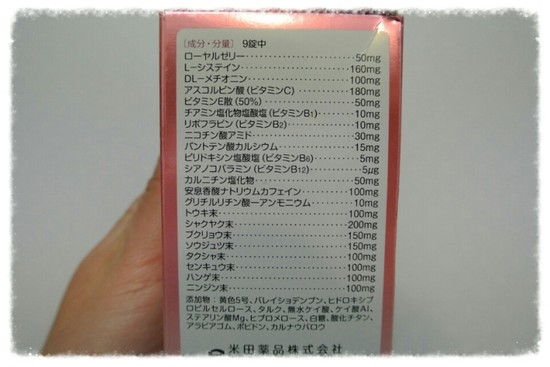 ［成分・分量］ 9錠中
ローヤルゼリー……50mg
L−システイン……160mg
DL−メチオニン……100mg
アスコルビン酸（ビタミンC）……180mg
ビタミンE散（50%）……50mg
チアミン塩化物塩酸塩（ビタミンB1）……10mg
リボフラビン（ビタミンB2）……10mg
ニコチン酸アミド……30mg
パントテン酸カルシウム……15mg
ピリドキシン塩酸塩（ビタミンB6）……5mg
シアノコバラミン（ビタミンB12）……5μg
カルニチン塩化物……50mg
安息香酸ナトリウムカフェイン……100mg
グリチルリチン酸一アンモニウム……10mg
トウキ末……100mg
シャクヤク末……200mg
ブクリョウ末……150mg
ソウジュツ末……150mg
タクシャ末……100mg
センキュウ末……100mg
ハンゲ末……100mg
ニンジン末……100mg
添加物：黄色5号、バレイショデンプン、ヒドロキシプ
ロピルセルロース、タルク、無水ケイ酸、ケイ酸Al、
ステアリン酸Mg、ヒプロメロース、白糖、酸化チタン、
アラビアゴム、ポビドン、カルナウバロウ
米田薬品株式会社